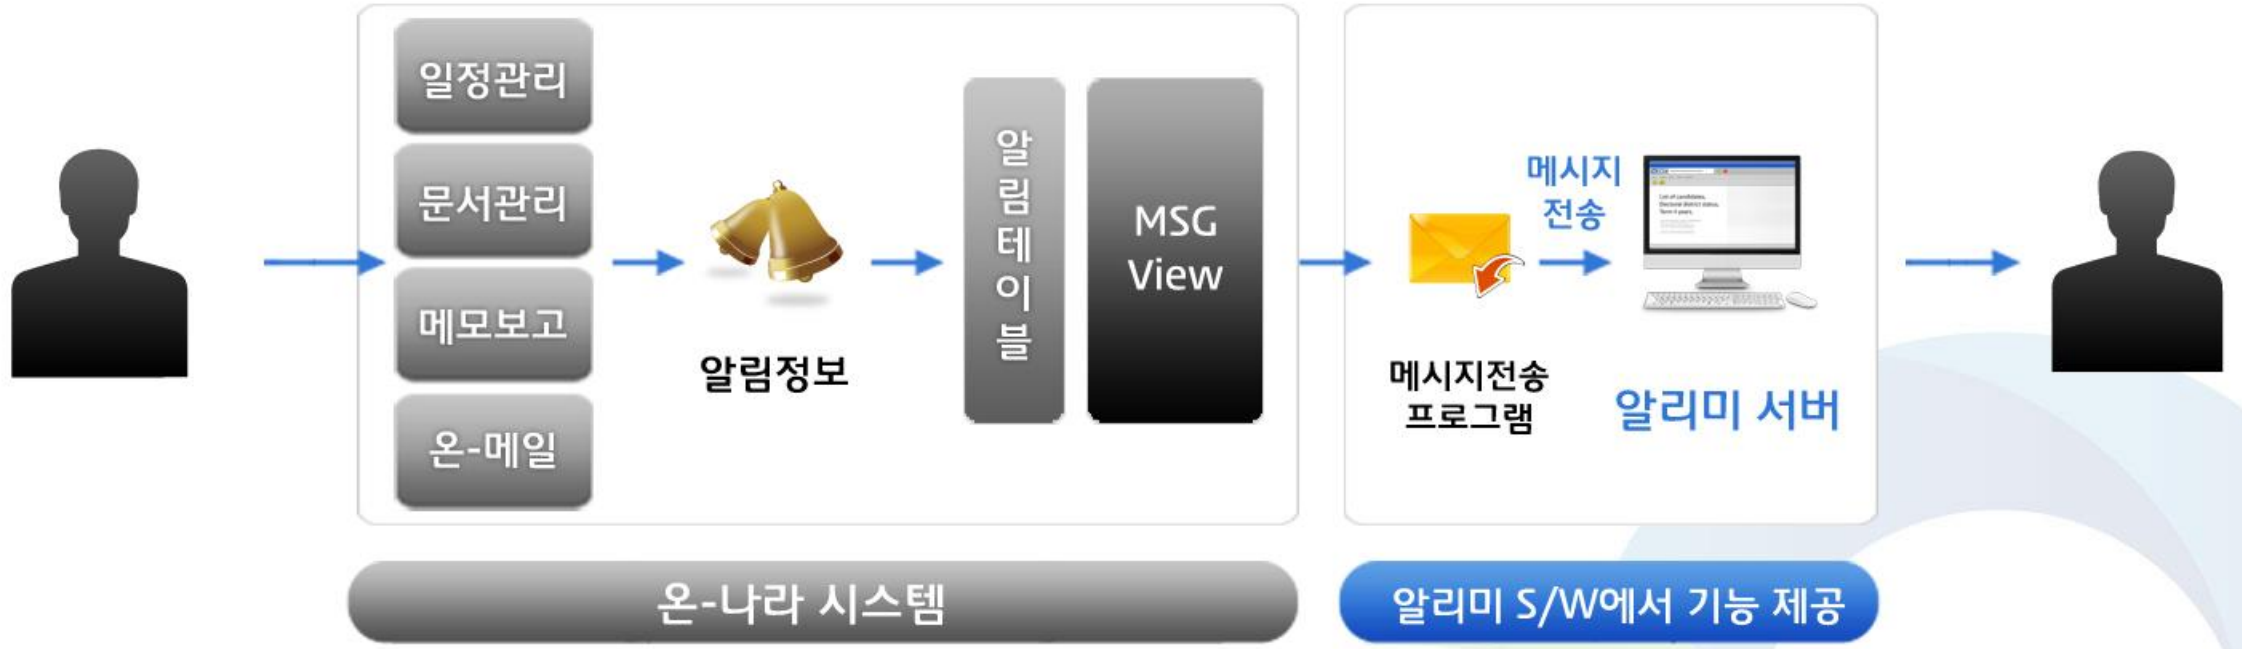 일정관리
문서관리
메모보고
온-메일
알림정보
알림테이블
MSG
View
메시지전송
프로그램
메시지
전송
알리미 서버
온-나라 시스템
알리미 S/W에서 기능 제공